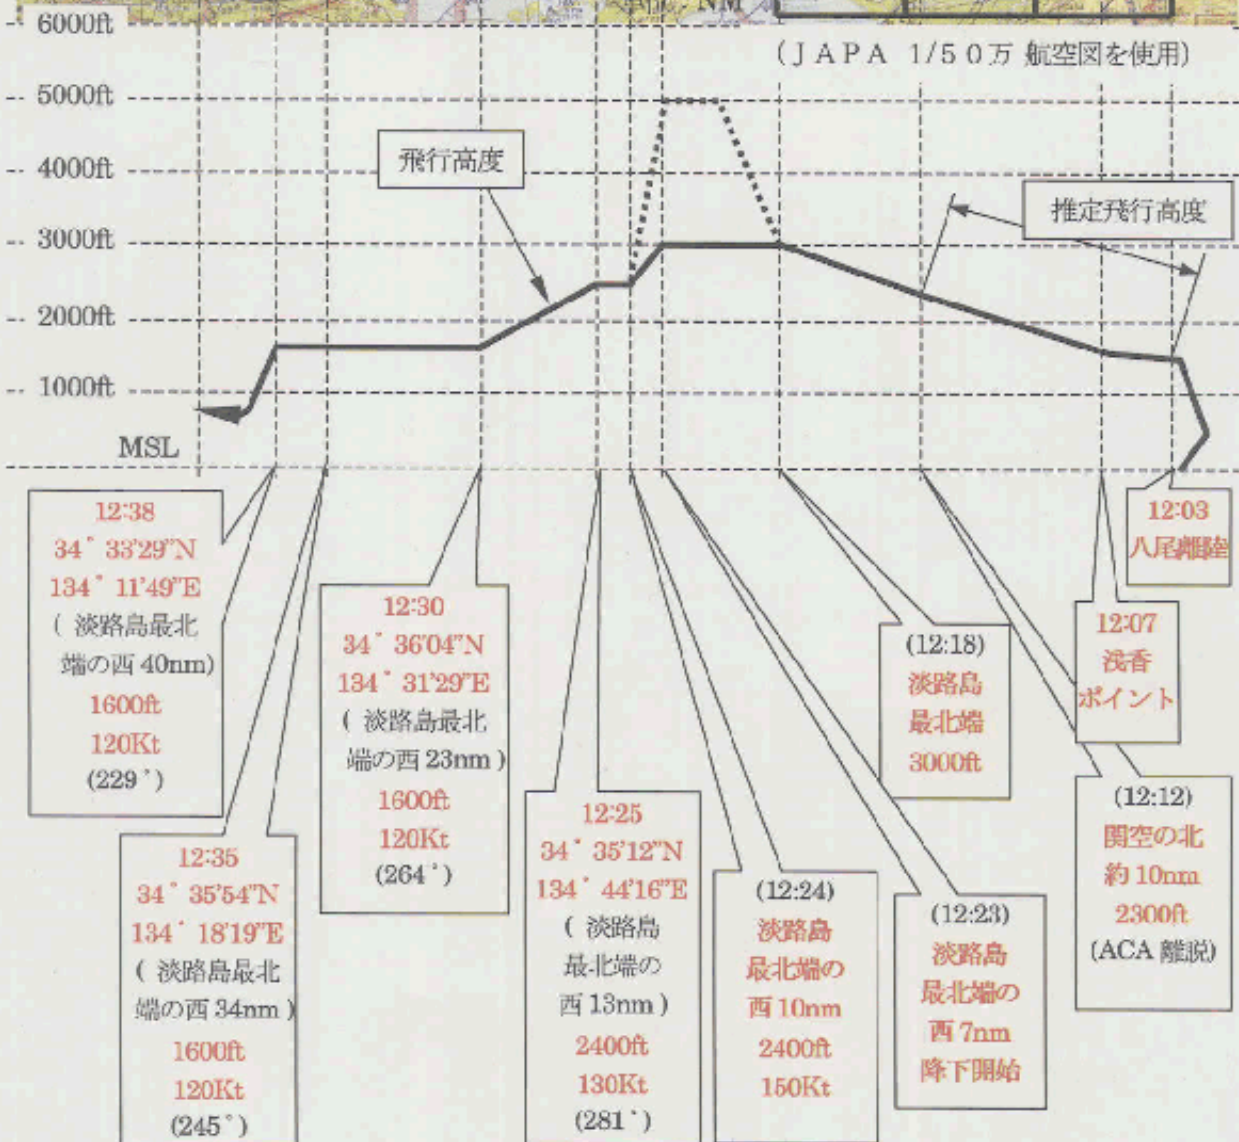 6000ft
(JAPA 1/50万 航空図を使用)
5000ft
4000ft
飛行高度
推定飛行高度
3000ft
2000ft
1000ft
MSL
12:38
34°33'29"N
134°11'49"E
( 淡路島最北
端の西 40nm)
1600ft
120Kt
(229°)
12:35
34°35'54"N
134°18'19"E
( 淡路島最北
端の西 34nm )
1600ft
120Kt
(245°)
12:30
34°36'04"N
134°31'29"E
( 淡路島最北
端の西 23nm )
1600ft
120Kt
(264°)
12:25
34°35'12"N
134°44'16"E
( 淡路島
最北端の
西 13nm )
2400ft
130Kt
(281°)
(12:24)
淡路島
最北端の
西 10nm
2400ft
150Kt
(12:23)
淡路島
最北端の
西 7nm
降下開始
(12:18)
淡路島
最北端
3000ft
(12:12)
関空の北
約 10nm
2300ft
(ACA 離脱)
12:07
浅香
ポイント
12:03
八尾離陸